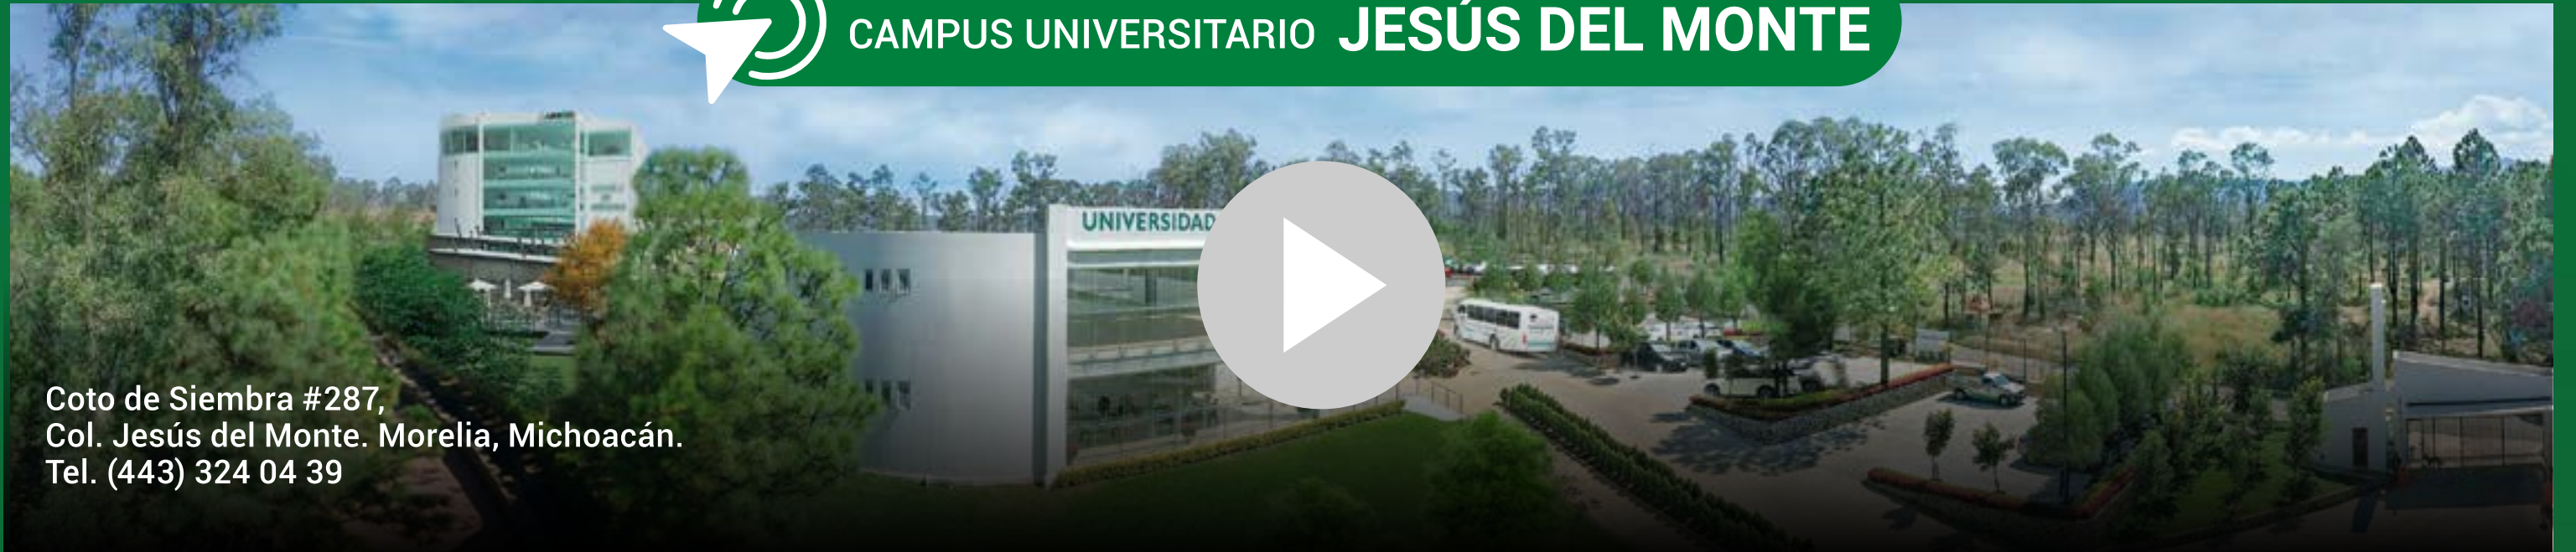 CAMPUS UNIVERSITARIO JESÚS DEL MONTE
UNIVERSIDAD
Coto de Siembra #287,
Col. Jesús del Monte. Morelia, Michoacán.
Tel. (443) 324 04 39